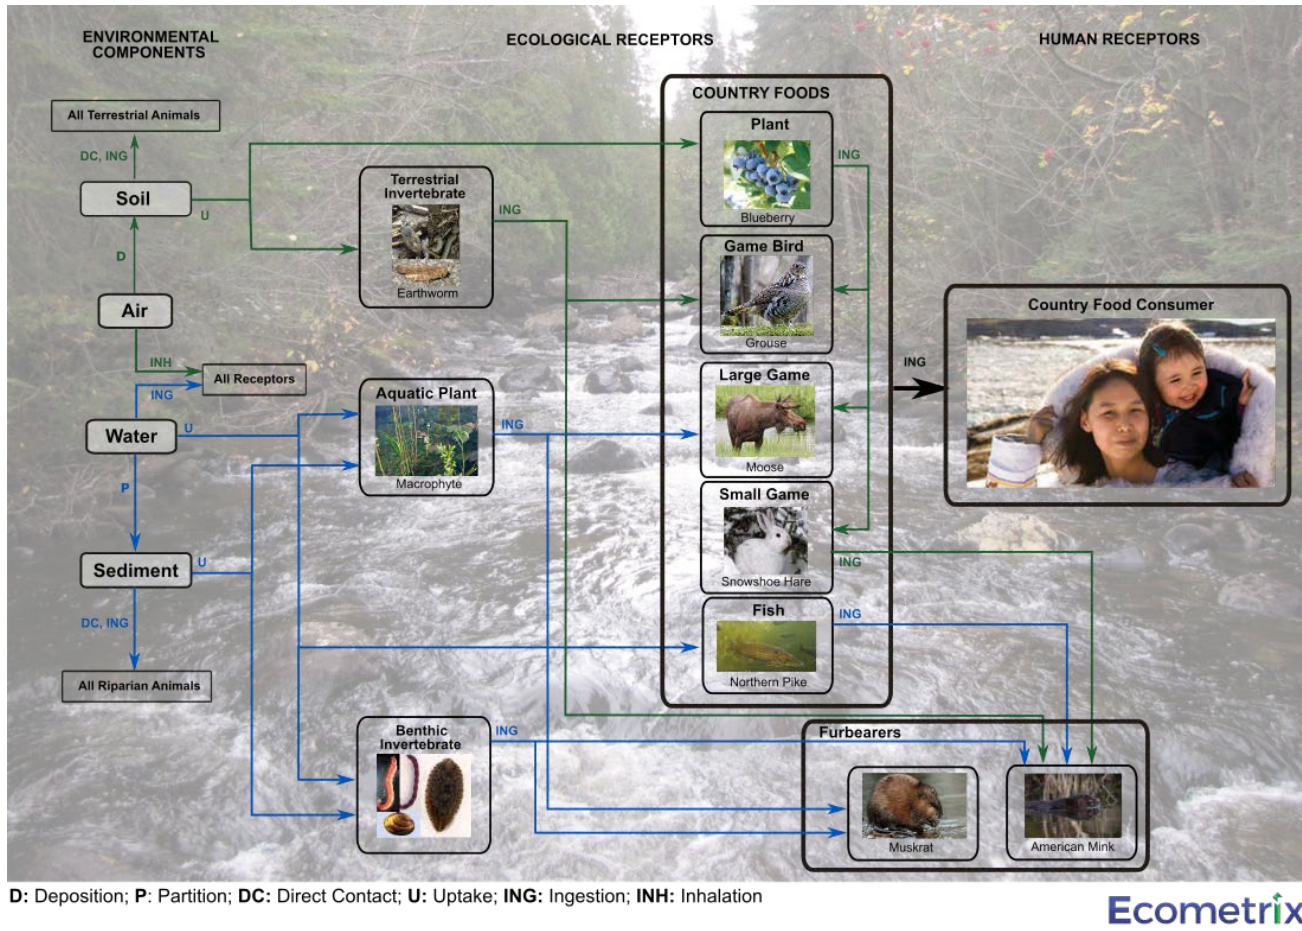 ENVIRONMENTAL
COMPONENTS
ECOLOGICAL RECEPTORS
HUMAN RECEPTORS
All Terrestrial Animals
DC, ING
Soil
U
D
Air
INH
All Receptors
ING
Water
U
P
Sediment
U
DC, ING
All Riparian Animals
Terrestrial
Invertebrate
Earthworm
ING
Aquatic Plant
Macrophyte
ING
Benthic
Invertebrate
ING
COUNTRY FOODS
Plant
Blueberry
ING
Game Bird
Grouse
Large Game
Moose
Small Game
Snowshoe Hare
ING
Fish
Northern Pike
ING
ING
Country Food Consumer
Furbearers
Muskrat
American Mink
D: Deposition; P: Partition; DC: Direct Contact; U: Uptake; ING: Ingestion; INH: Inhalation
Ecometrix